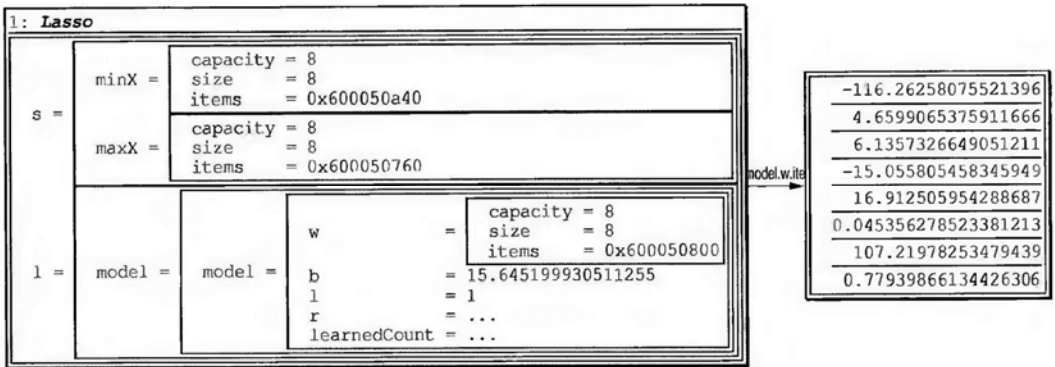 1: Lasso
s =
minX =
capacity = 8
size = 8
items = 0x600050a40
maxX =
capacity = 8
size = 8
items = 0x600050760
l =
model =
model =
w =
capacity = 8
size = 8
items = 0x600050800
b = 15.645199930511255
l = 1
r = ...
learnedCount = ...
model.w.ite
-116.26258075521396
4.6599065375911666
6.1357326649051211
-15.055805458345949
16.912505954288687
0.045356278523381213
107.21978253479439
0.77939866134426306